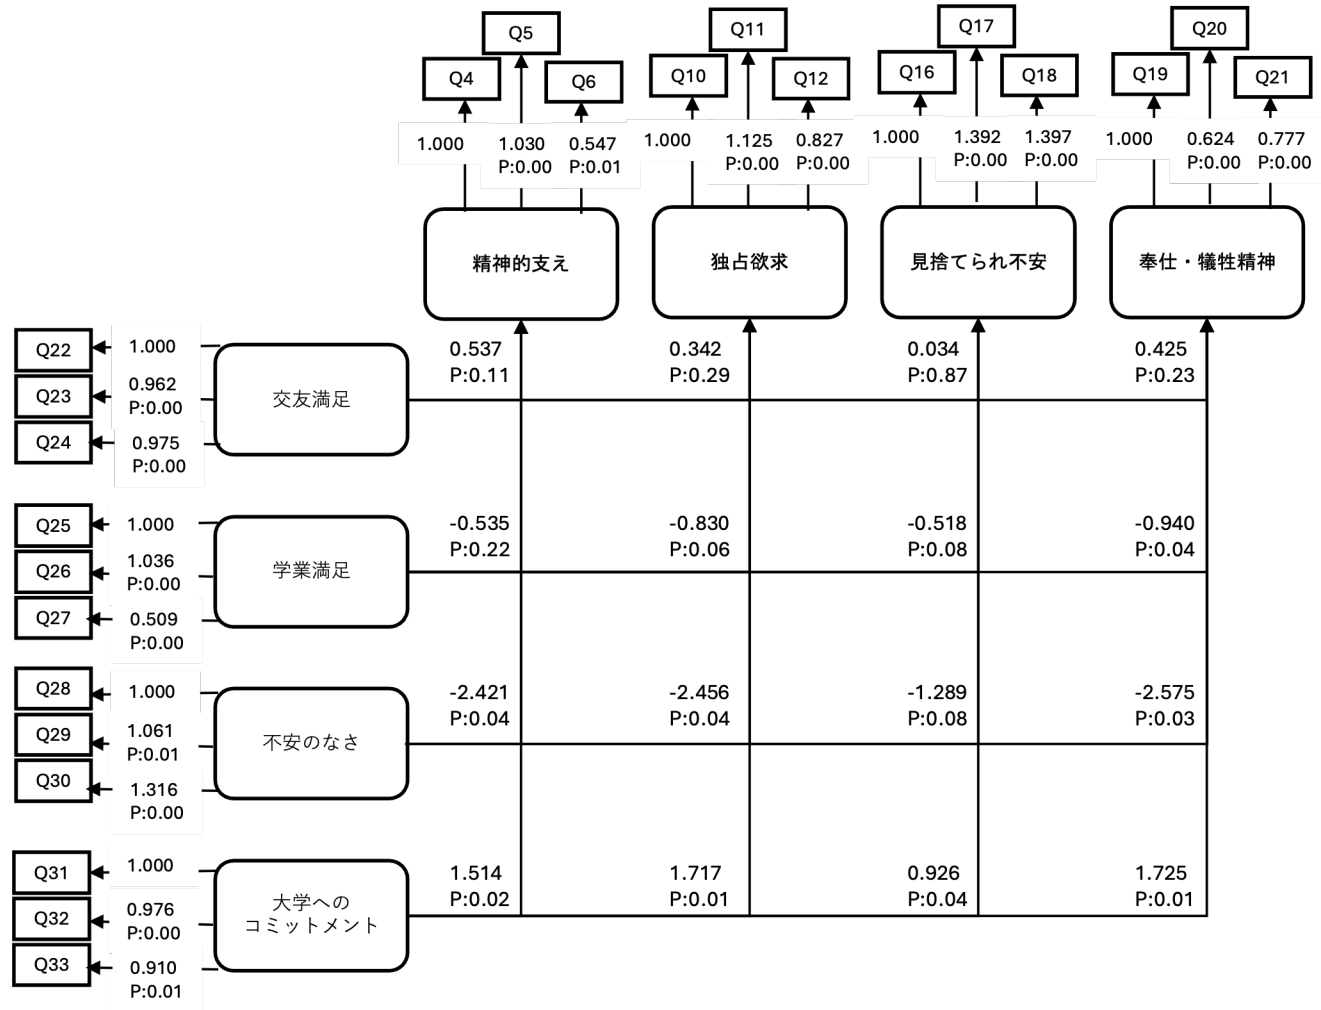 Q4
Q5
Q6
Q10
Q11
Q12
Q16
Q17
Q18
Q19
Q20
Q21
1.000
1.030
P:0.00
0.547
P:0.01
1.000
1.125
P:0.00
0.827
P:0.00
1.000
1.392
P:0.00
1.397
P:0.00
1.000
0.624
P:0.00
0.777
P:0.00
精神的支え
独占欲求
見捨てられ不安
奉仕・犠牲精神
Q22
Q23
Q24
1.000
0.962
P:0.00
0.975
P:0.00
交友満足
0.537
P:0.11
0.342
P:0.29
0.034
P:0.87
0.425
P:0.23
Q25
Q26
Q27
1.000
1.036
P:0.00
0.509
P:0.00
学業満足
-0.535
P:0.22
-0.830
P:0.06
-0.518
P:0.08
-0.940
P:0.04
Q28
Q29
Q30
1.000
1.061
P:0.01
1.316
P:0.00
不安のなさ
-2.421
P:0.04
-2.456
P:0.04
-1.289
P:0.08
-2.575
P:0.03
Q31
Q32
Q33
1.000
0.976
P:0.00
0.910
P:0.01
大学への
コミットメント
1.514
P:0.02
1.717
P:0.01
0.926
P:0.04
1.725
P:0.01